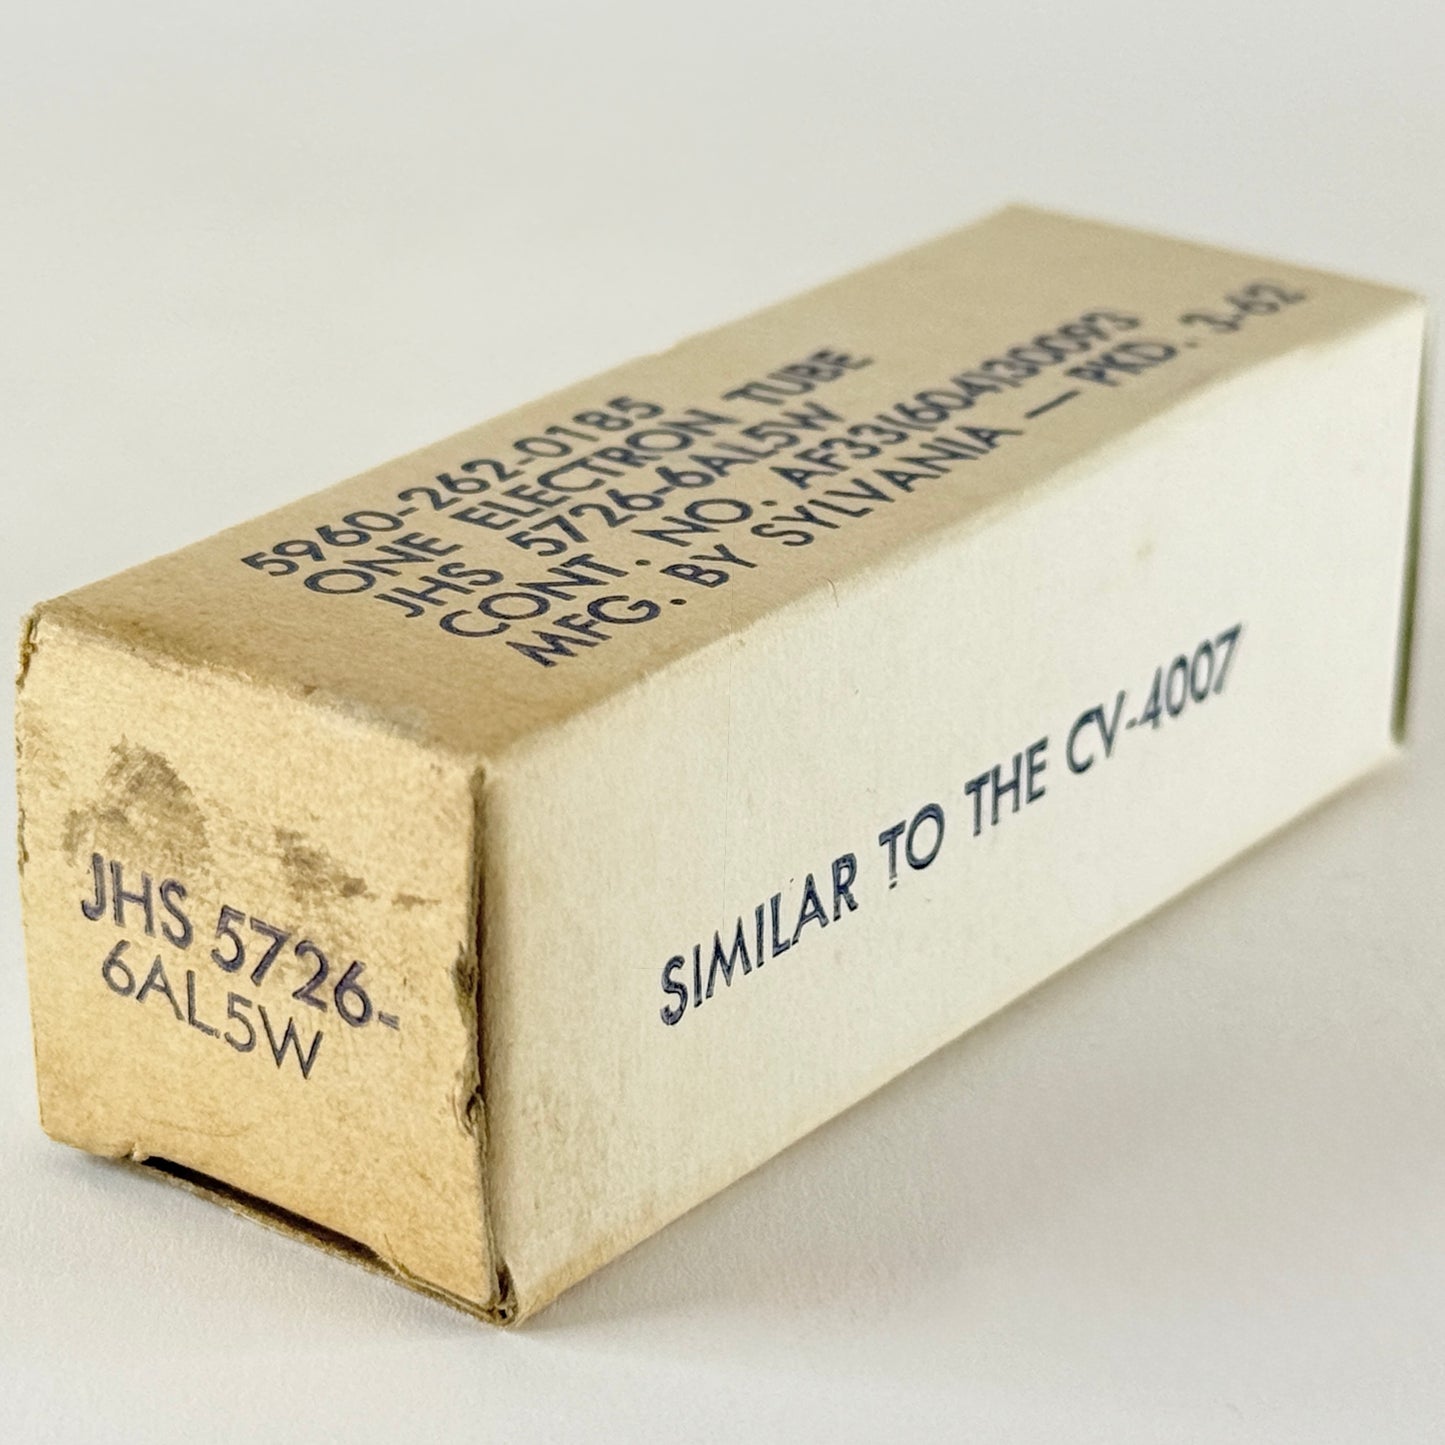 5960-262-0185
ONE ELECTRON TUBE
JHS 5726-6AL5W
CONT. NO. AF33(604)30093
MFG. BY SYLVANIA — PKD. 3-62
JHS 5726-
6AL5W
SIMILAR TO THE CV-4007